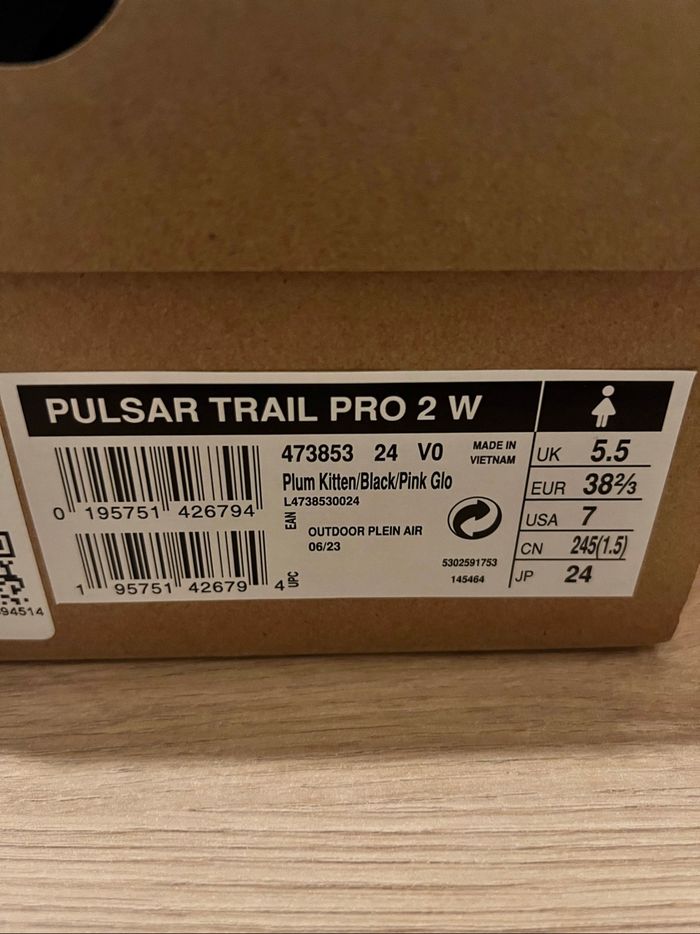 PULSAR TRAIL PRO 2 W
473853 24 V0
Plum Kitten/Black/Pink Glo
L4738530024
MADE IN
VIETNAM
0 195751 426794
EAN
OUTDOOR PLEIN AIR
06/23
1 95751 42679 4
UPC
5302591753
145464
UK 5.5
EUR 38⅔
USA 7
CN 245(1.5)
JP 24
94514